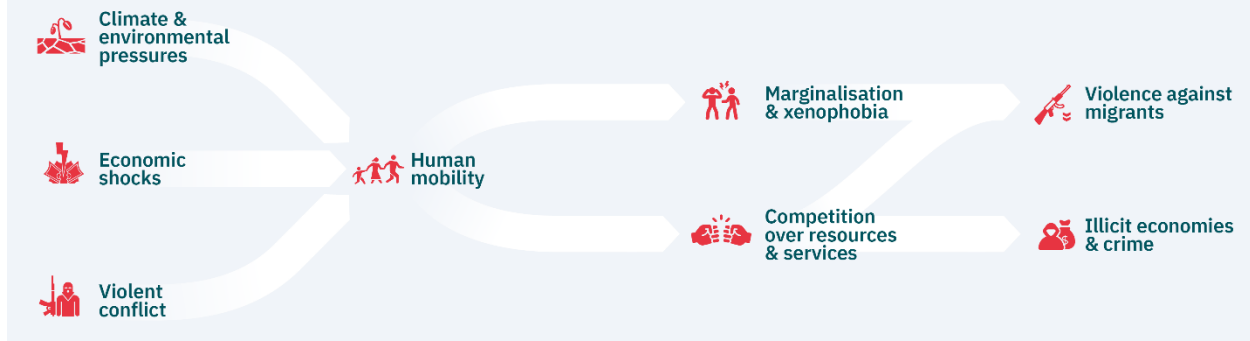 Climate &
environmental
pressures
Economic
shocks
Violent
conflict
Human
mobility
Marginalisation
& xenophobia
Competition
over resources
& services
Violence against
migrants
Illicit economies
& crime
$